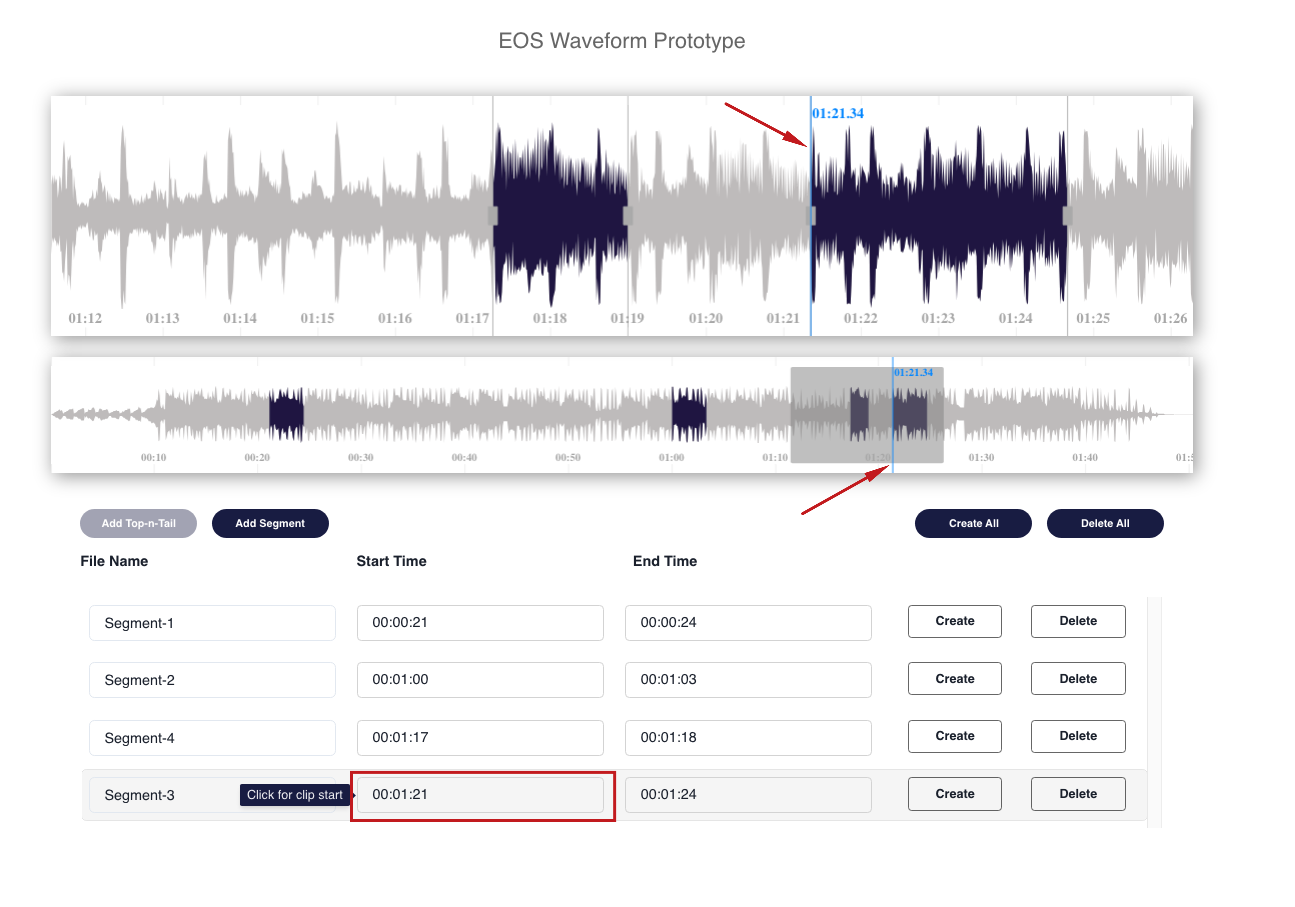 EOS Waveform Prototype
01:21.34
01:12 01:13 01:14 01:15 01:16 01:17 01:18 01:19 01:20 01:21 01:22 01:23 01:24 01:25 01:26
01:21.34
00:10 00:20 00:30 00:40 00:50 01:00 01:10 01:20 01:30 01:40
Add Top-n-Tail Add Segment Create All Delete All
File Name Start Time End Time
Segment-1 00:00:21 00:00:24 Create Delete
Segment-2 00:01:00 00:01:03 Create Delete
Segment-4 00:01:17 00:01:18 Create Delete
Segment-3 Click for clip start 00:01:21 00:01:24 Create Delete